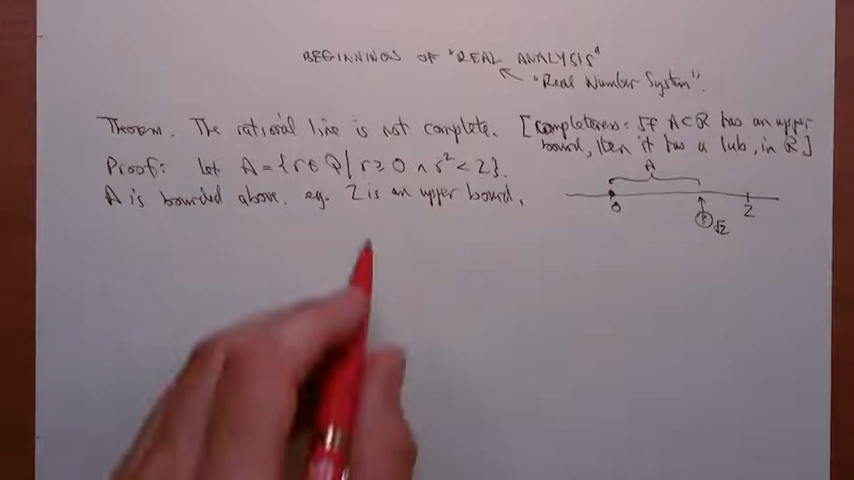 BEGINNINGS OF "REAL ANALYSIS"
"Real Number System".
Theorem. The rational line is not complete. [Completeness: If A⊂R has an upper
bound, then it has a lub, in R]
Proof: Let A = {r∈Q | r≥0 ∧ r²<2}.
A is bounded above. eg. 2 is an upper bound.
A
0
2
? √2